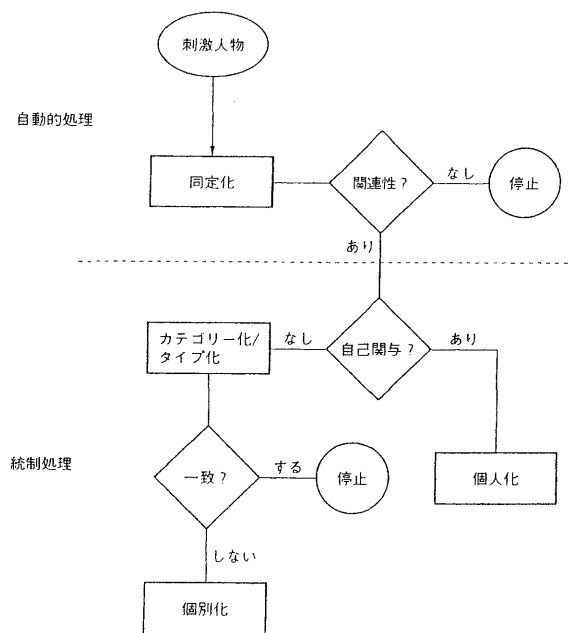 刺激人物
自動的処理
同定化
関連性？
なし
停止
あり
カテゴリー化/
タイプ化
なし
自己関与？
あり
統制処理
一致？
する
停止
個人化
しない
個別化